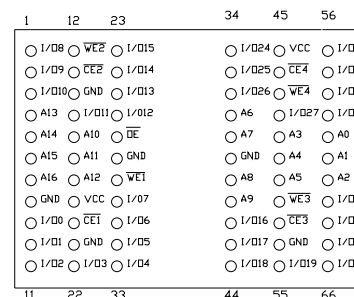 1 12 23 34 45 56
I/O8 WE2 I/O15 I/O24 VCC
I/O9 CE2 I/O14 I/O25 CE4
I/O10 GND I/O13 I/O26 WE4
A13 I/O11 I/O12 A6 I/O27
A14 A10 OE A7 A3 A0
A15 A11 GND GND A4 A1
A16 A12 WE1 A8 A5 A2
GND VCC I/O7 A9 WE3
I/O0 CE1 I/O6 I/O16 CE3
I/O1 GND I/O5 I/O17 GND
I/O2 I/O3 I/O4 I/O18 I/O19
11 22 33 44 55 66